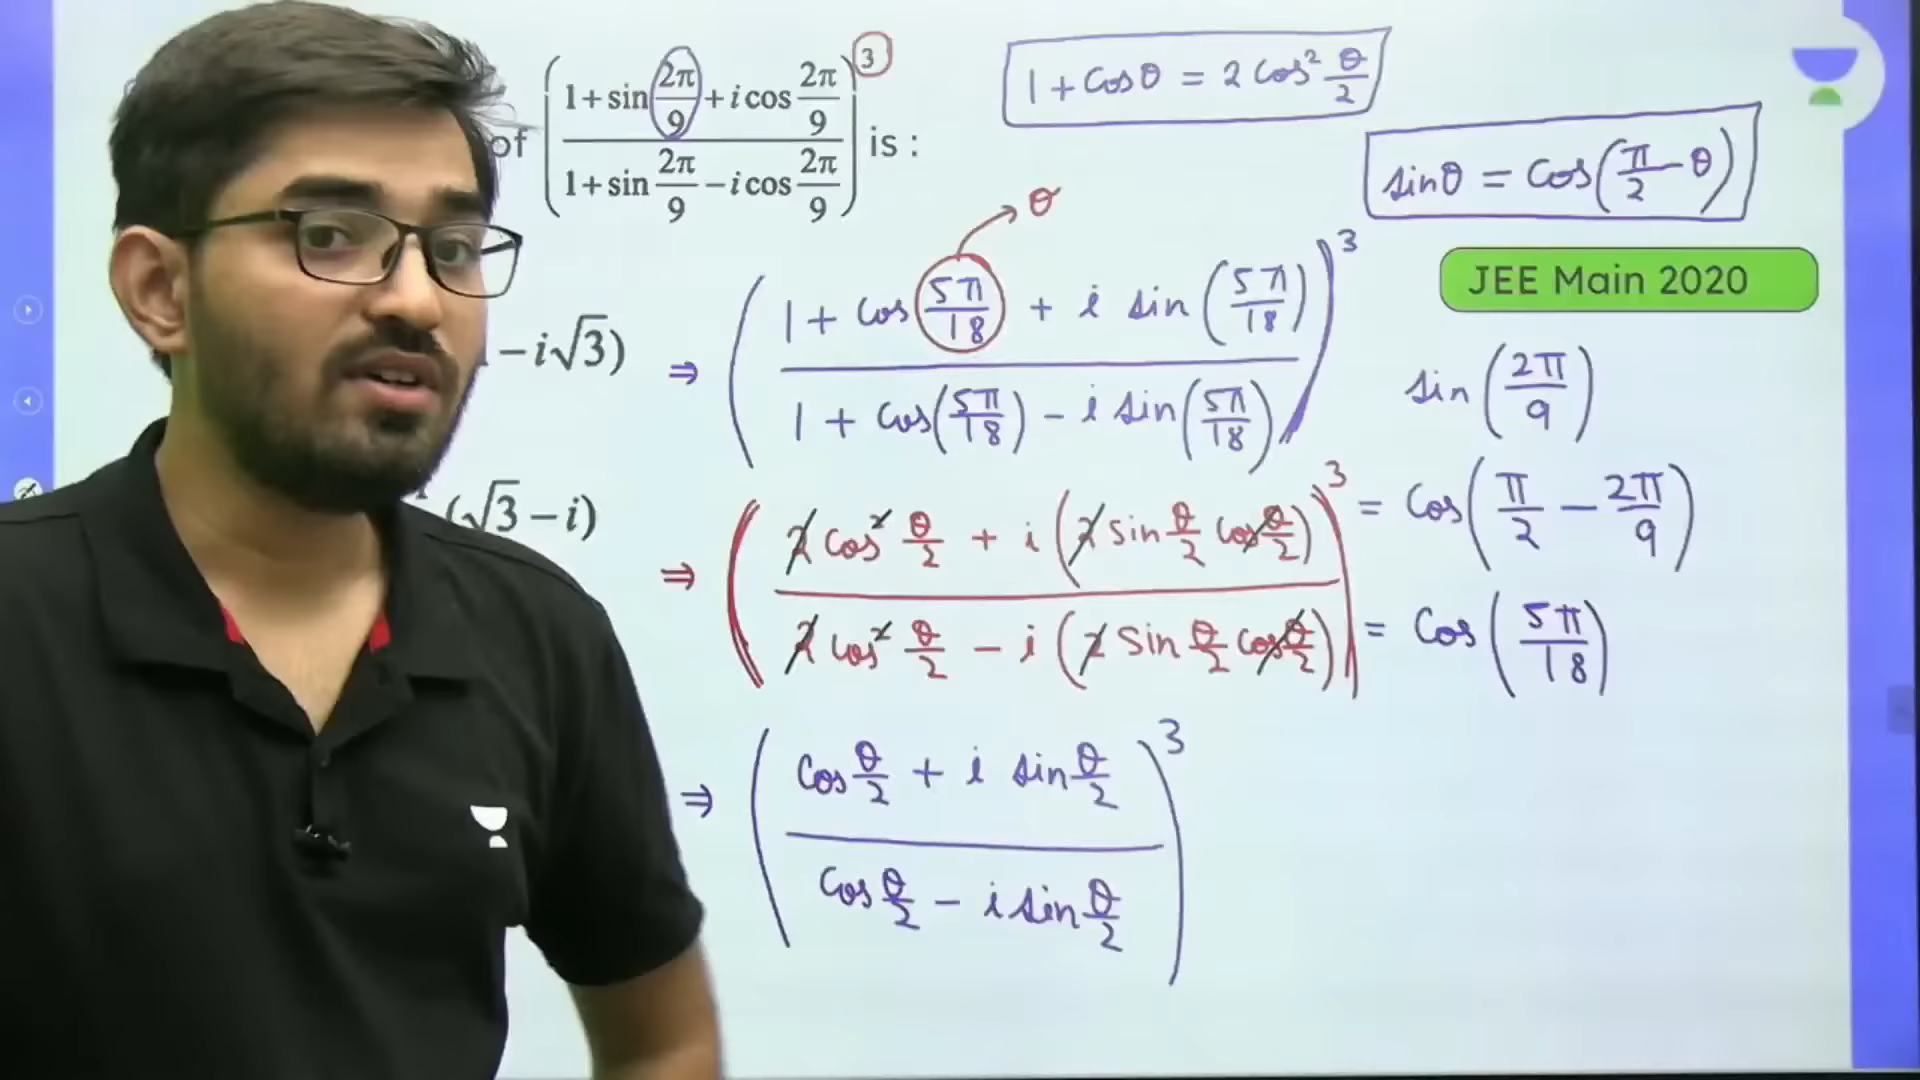 of ( (1 + sin 2π/9 + i cos 2π/9) / (1 + sin 2π/9 − i cos 2π/9) )³ is :
1 + cosθ = 2 cos² θ/2
sinθ = cos(π/2 − θ)
JEE Main 2020
→ θ
− i√3)
⇒ ( (1 + cos 5π/18 + i sin (5π/18)) / (1 + cos(5π/18) − i sin(5π/18)) )³
sin (2π/9)
(√3 − i)
= cos(π/2 − 2π/9)
⇒ ( (2 cos² θ/2 + i (2 sin θ/2 cos θ/2)) / (2 cos² θ/2 − i (2 sin θ/2 cos θ/2)) )³
= cos (5π/18)
⇒ ( (cos θ/2 + i sin θ/2) / (cos θ/2 − i sin θ/2) )³